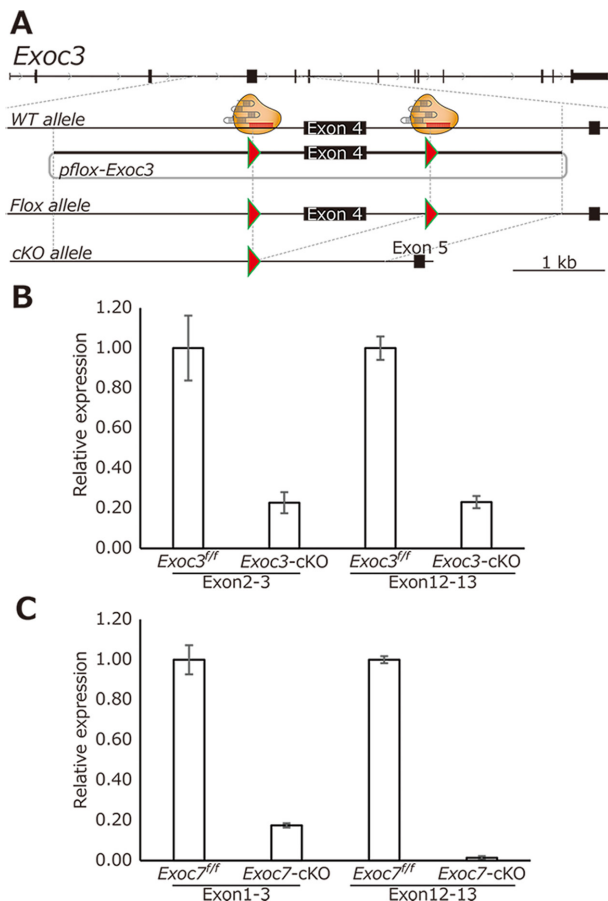 A
Exoc3
WT allele
Exon 4
Exon 4
pflox-Exoc3
Flox allele
Exon 4
cKO allele
Exon 5
1 kb
B
Relative expression
1.20
1.00
0.80
0.60
0.40
0.20
0.00
Exoc3f/f Exoc3-cKO Exoc3f/f Exoc3-cKO
Exon2-3 Exon12-13
C
Relative expression
1.20
1.00
0.80
0.60
0.40
0.20
0.00
Exoc7f/f Exoc7-cKO Exoc7f/f Exoc7-cKO
Exon1-3 Exon12-13